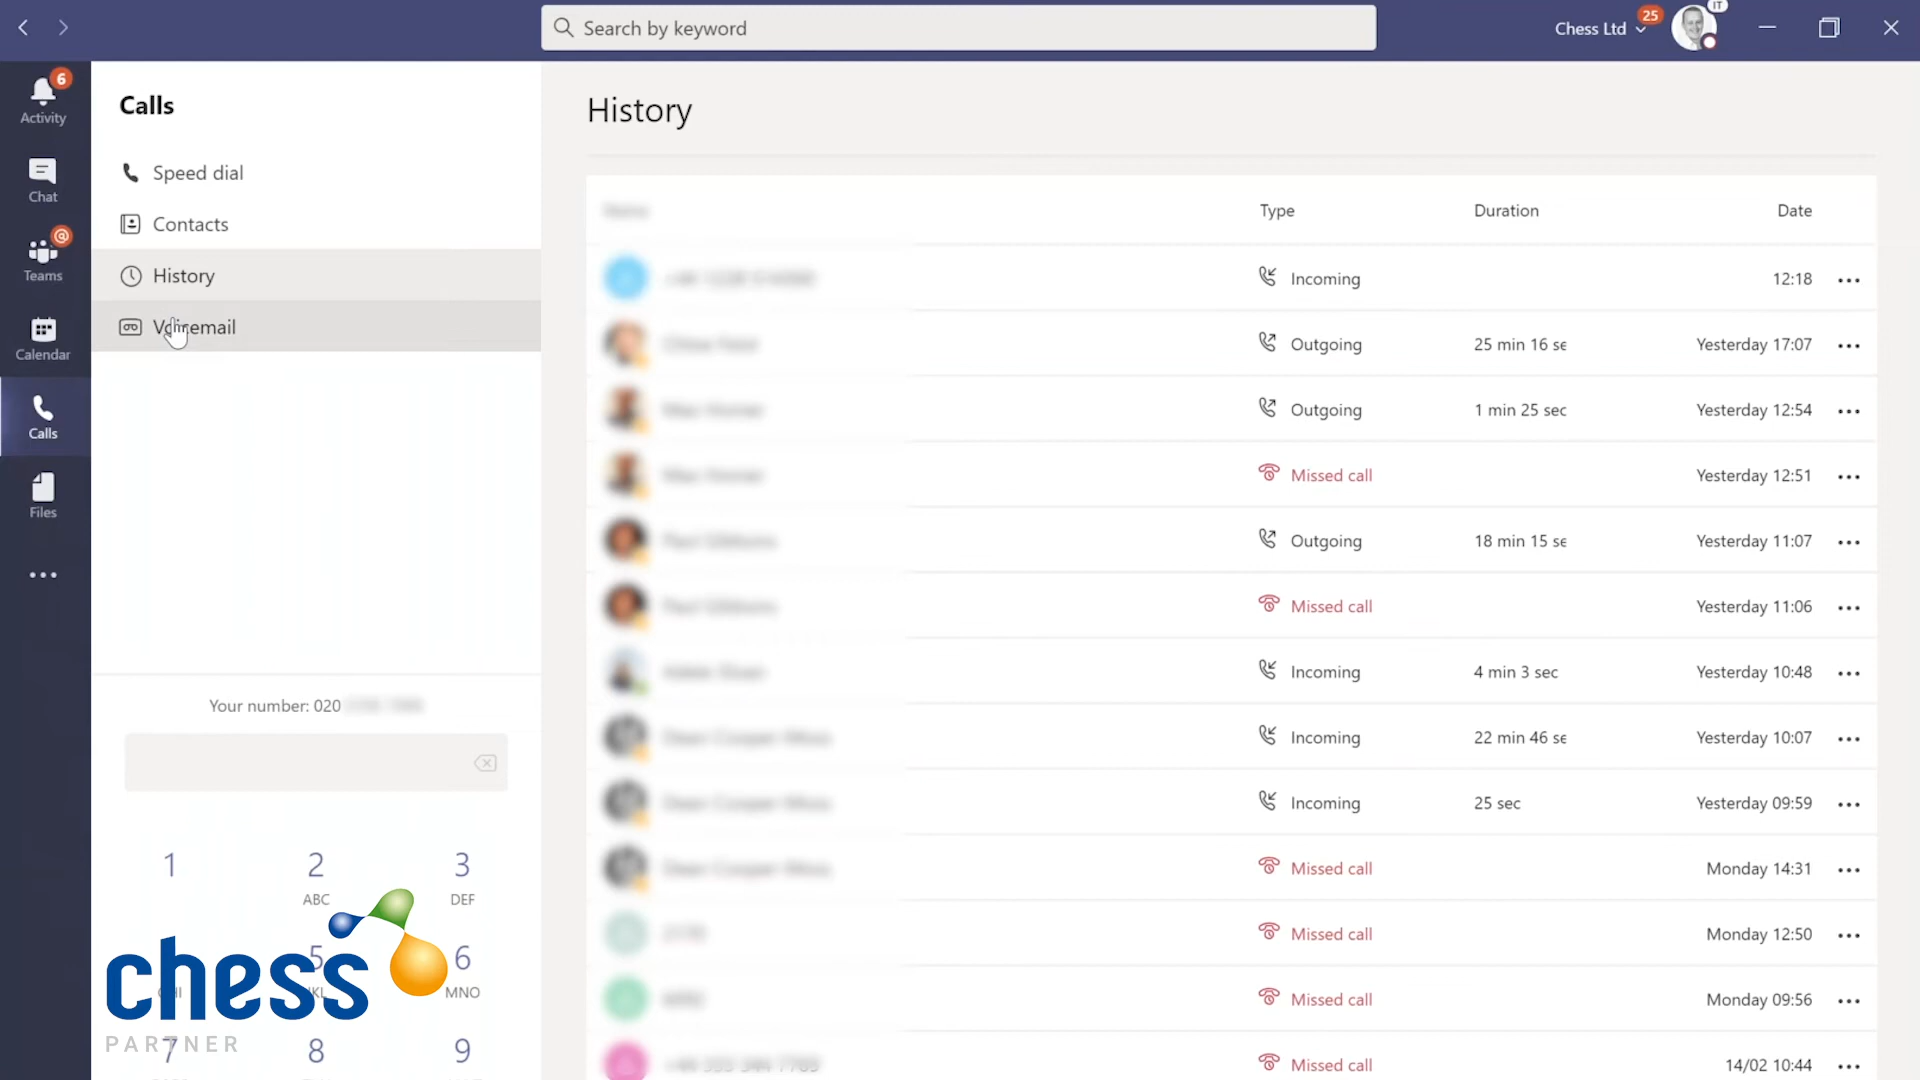 Search by keyword
Chess Ltd
25
IT
6
Activity
Chat
@
Teams
Calendar
Calls
Files
Calls
Speed dial
Contacts
History
Voicemail
Your number: 020
1
2
ABC
3
DEF
5
JKL
6
MNO
7
8
9
chess
PARTNER
History
Type Duration Date
Incoming 12:18
Outgoing 25 min 16 se Yesterday 17:07
Outgoing 1 min 25 sec Yesterday 12:54
Missed call Yesterday 12:51
Outgoing 18 min 15 se Yesterday 11:07
Missed call Yesterday 11:06
Incoming 4 min 3 sec Yesterday 10:48
Incoming 22 min 46 se Yesterday 10:07
Incoming 25 sec Yesterday 09:59
Missed call Monday 14:31
Missed call Monday 12:50
Missed call Monday 09:56
Missed call 14/02 10:44